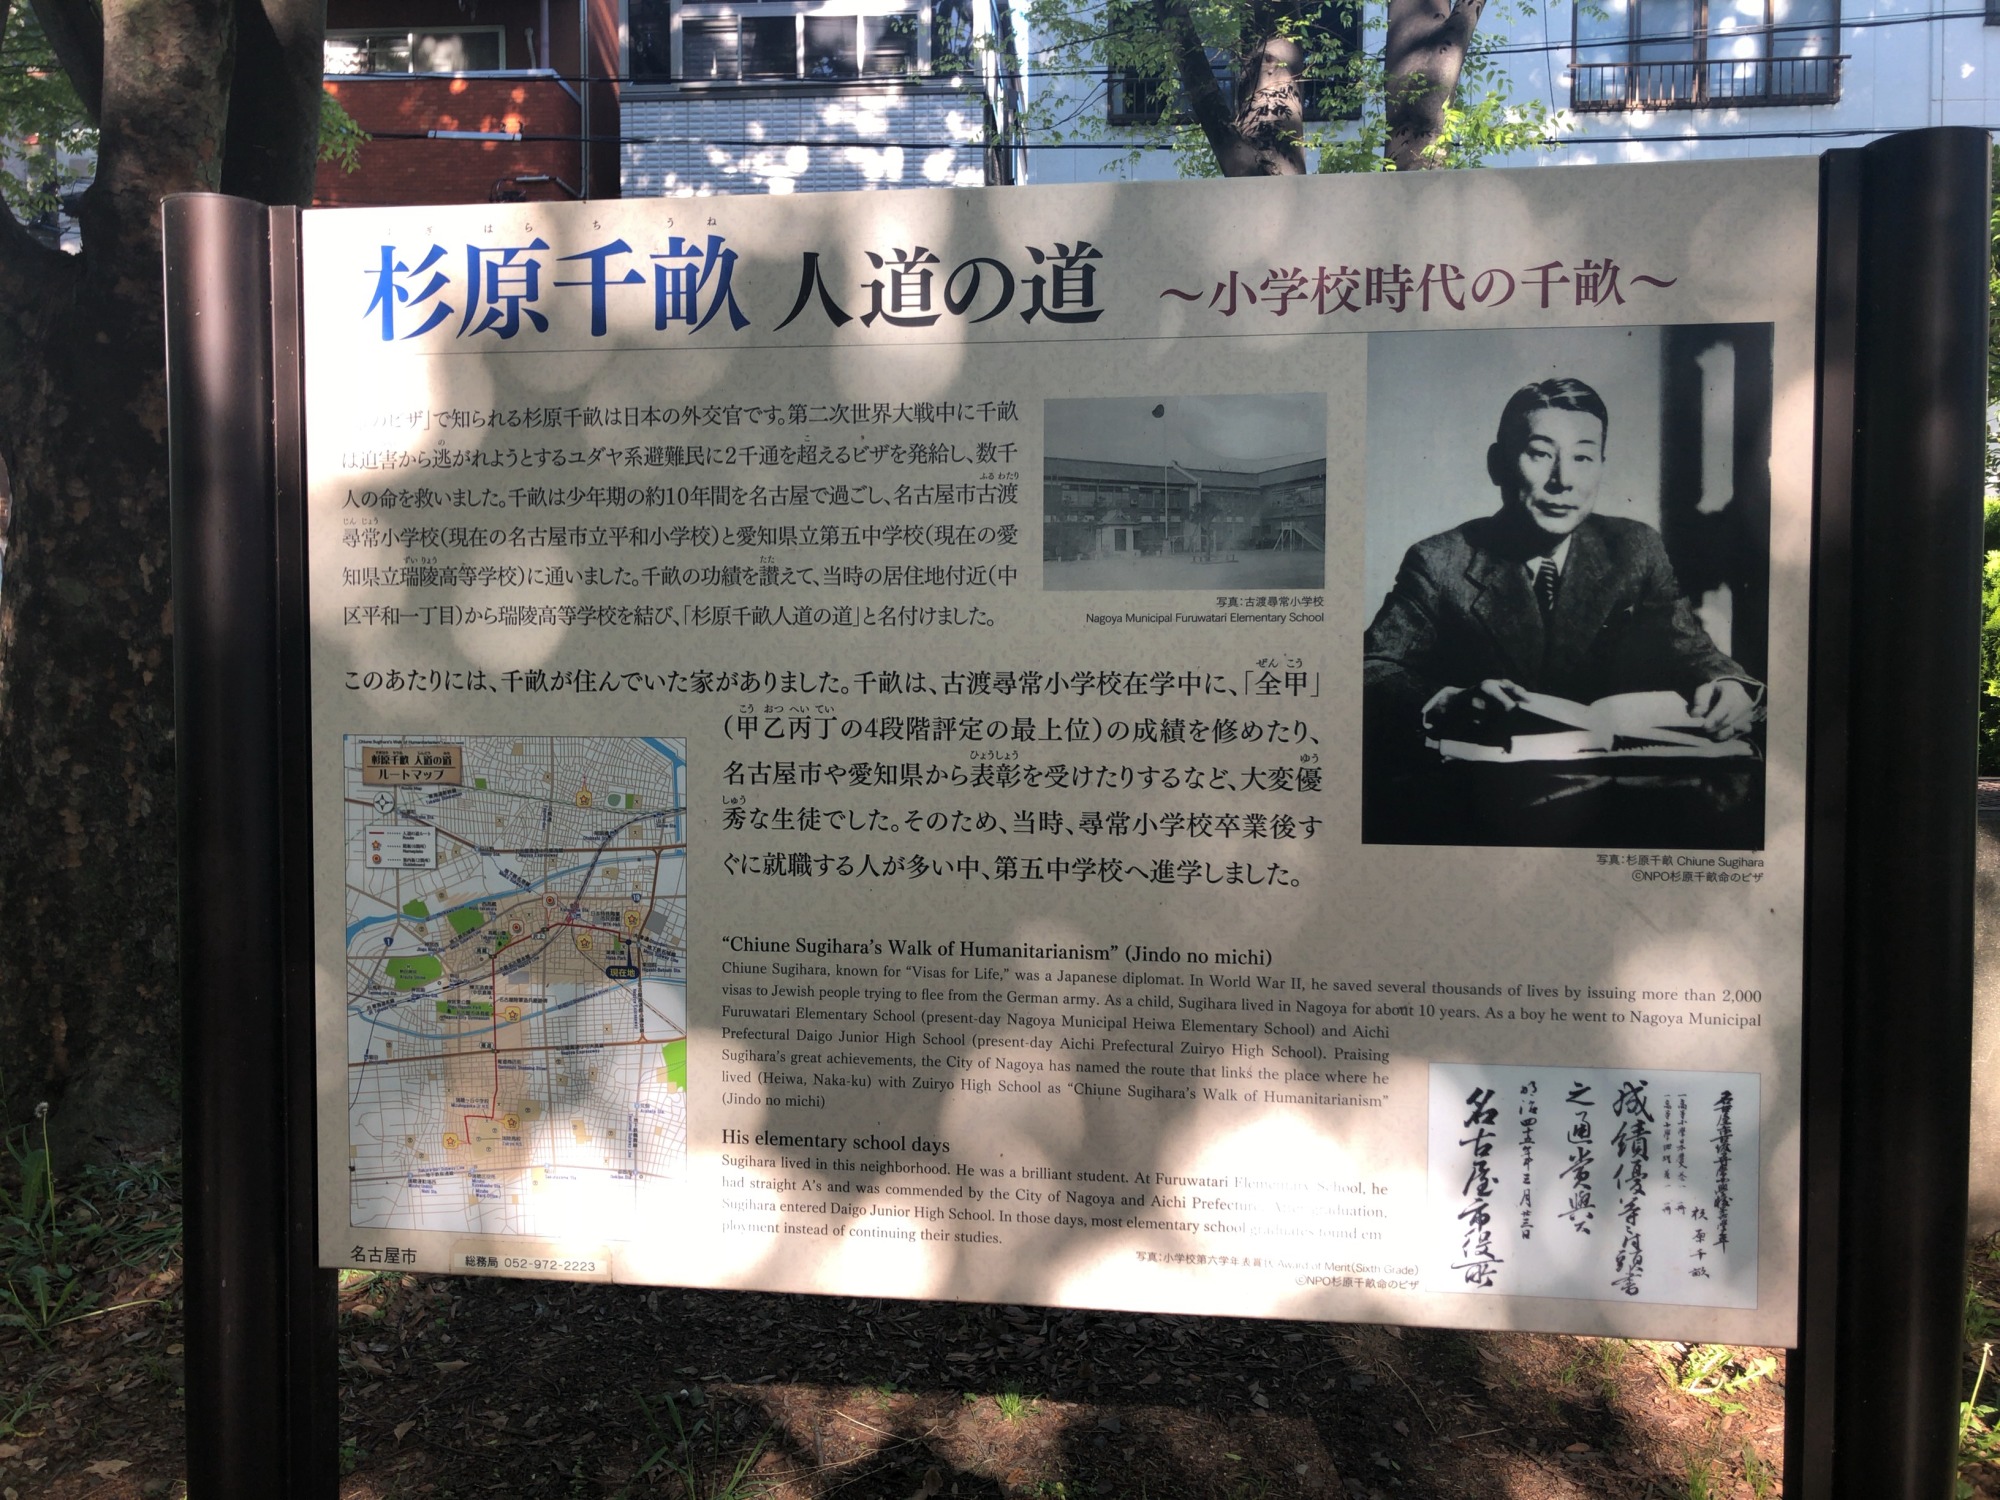 はら ち うね
杉原千畝 人道の道 ～小学校時代の千畝～
ビザ」で知られる杉原千畝は日本の外交官です。第二次世界大戦中に千畝
は迫害から逃がれようとするユダヤ系避難民に2千通を超えるビザを発給し、数千
人の命を救いました。千畝は少年期の約10年間を名古屋で過ごし、名古屋市古渡
尋常小学校(現在の名古屋市立平和小学校)と愛知県立第五中学校(現在の愛
知県立瑞陵高等学校)に通いました。千畝の功績を讃えて、当時の居住地付近(中
区平和一丁目)から瑞陵高等学校を結び、「杉原千畝人道の道」と名付けました。
写真:古渡尋常小学校
Nagoya Municipal Furuwatari Elementary School
写真:杉原千畝 Chiune Sugihara
©NPO杉原千畝命のビザ
このあたりには、千畝が住んでいた家がありました。千畝は、古渡尋常小学校在学中に、「全甲」
(甲乙丙丁の4段階評定の最上位)の成績を修めたり、
名古屋市や愛知県から表彰を受けたりするなど、大変優
秀な生徒でした。そのため、当時、尋常小学校卒業後す
ぐに就職する人が多い中、第五中学校へ進学しました。
杉原千畝 人道の道
ルートマップ
現在地
"Chiune Sugihara's Walk of Humanitarianism" (Jindo no michi)
Chiune Sugihara, known for "Visas for Life," was a Japanese diplomat. In World War II, he saved several thousands of lives by issuing more than 2,000
visas to Jewish people trying to flee from the German army. As a child, Sugihara lived in Nagoya for about 10 years. As a boy he went to Nagoya Municipal
Furuwatari Elementary School (present-day Nagoya Municipal Heiwa Elementary School) and Aichi
Prefectural Daigo Junior High School (present-day Aichi Prefectural Zuiryo High School). Praising
Sugihara's great achievements, the City of Nagoya has named the route that links the place where he
lived (Heiwa, Naka-ku) with Zuiryo High School as "Chiune Sugihara's Walk of Humanitarianism"
(Jindo no michi)
His elementary school days
Sugihara lived in this neighborhood. He was a brilliant student. At Furuwatari Elementary School, he
had straight A's and was commended by the City of Nagoya and Aichi Prefecture. After graduation,
Sugihara entered Daigo Junior High School. In those days, most elementary school graduates found em
ployment instead of continuing their studies.
杉原千畝
成績優等ニ付頭書
之通賞与ス
明治四十五年三月廿三日
名古屋市役所
写真:小学校第六学年表賞状 Award of Merit(Sixth Grade)
©NPO杉原千畝命のビザ
名古屋市
総務局 052-972-2223